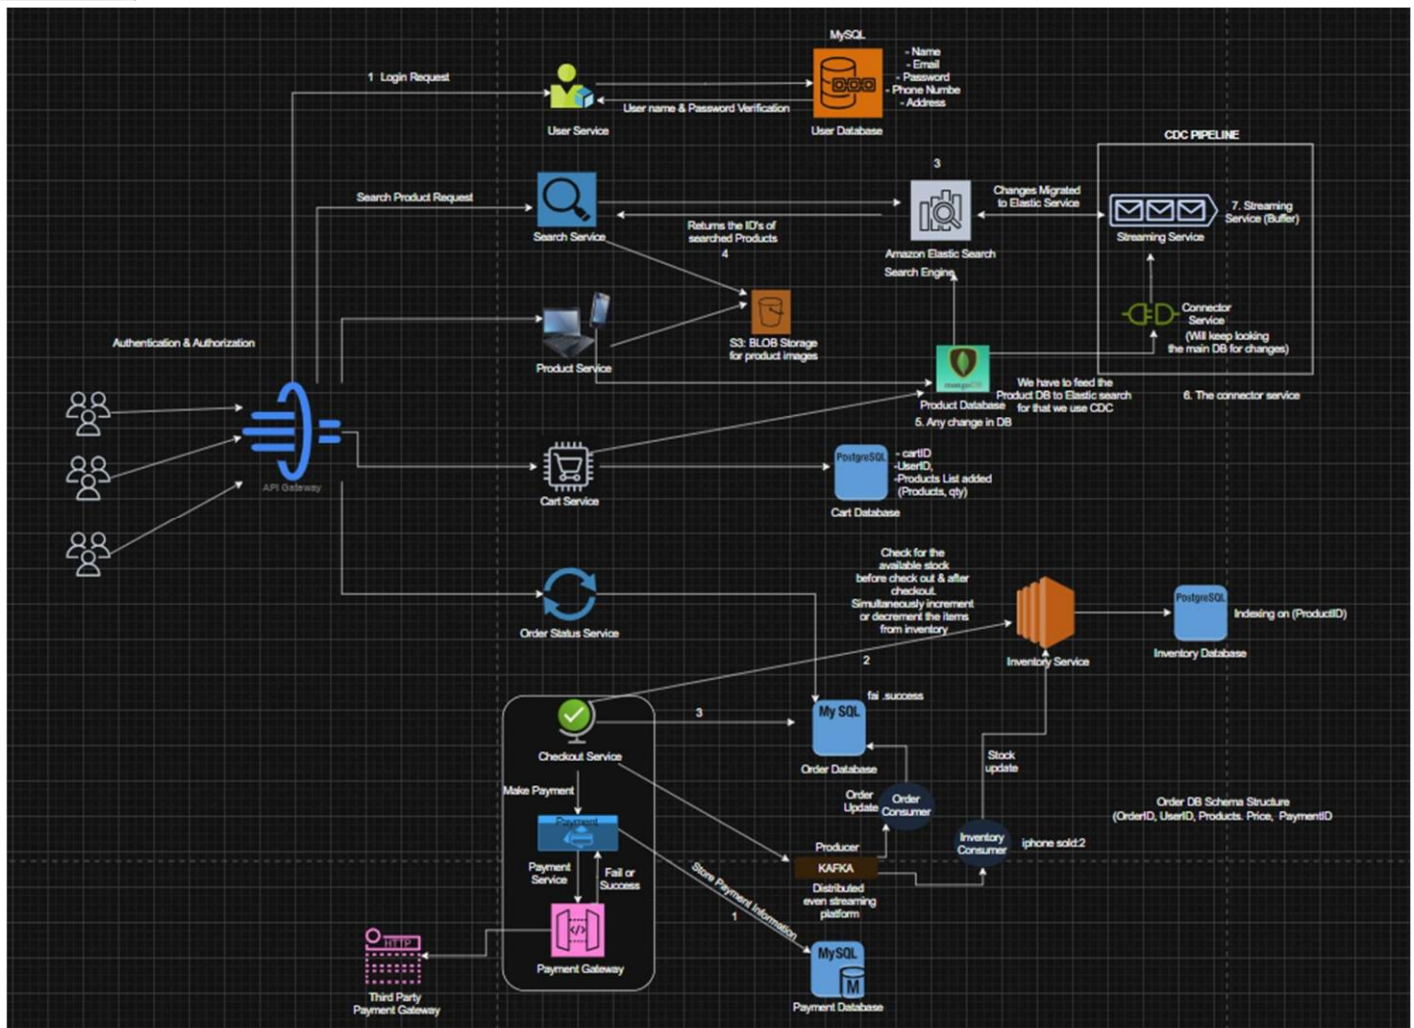 MySQL
- Name
- Email
- Password
- Phone Numbe
- Address
1 Login Request
User name & Password Verification
User Service
User Database
CDC PIPELINE
3
Search Product Request
Changes Migrated
to Elastic Service
7. Streaming
Service (Buffer)
Returns the ID's of
searched Products
4
Search Service
Streaming Service
Amazon Elastic Search
Search Engine
Connector
Service
(Will keep looking
the main DB for changes)
Authentication & Authorization
S3: BLOB Storage
for product images
Product Service
mongoDB
We have to feed the
Product DB to Elastic search
for that we use CDC
Product Database
5. Any change in DB
6. The connector service
API Gateway
PostgreSQL
- cartID
-UserID,
-Products List added
(Products, qty)
Cart Service
Cart Database
Check for the
available stock
before check out & after
checkout.
Simultaneously increment
or decrement the items
from inventory
PostgreSQL
Indexing on (ProductID)
Order Status Service
Inventory Service
Inventory Database
2
fai .success
3
My SQL
Checkout Service
Order Database
Stock
update
Make Payment
Order
Update
Order
Consumer
Order DB Schema Structure
(OrderID, UserID, Products. Price, PaymentID
Payment
Inventory
Consumer
iphone sold:2
Producer
KAFKA
Payment
Service
Fail or
Success
Distributed
even streaming
platform
Store Payment Information
1
HTTP
</>
MySQL
M
Payment Gateway
Third Party
Payment Gateway
Payment Database